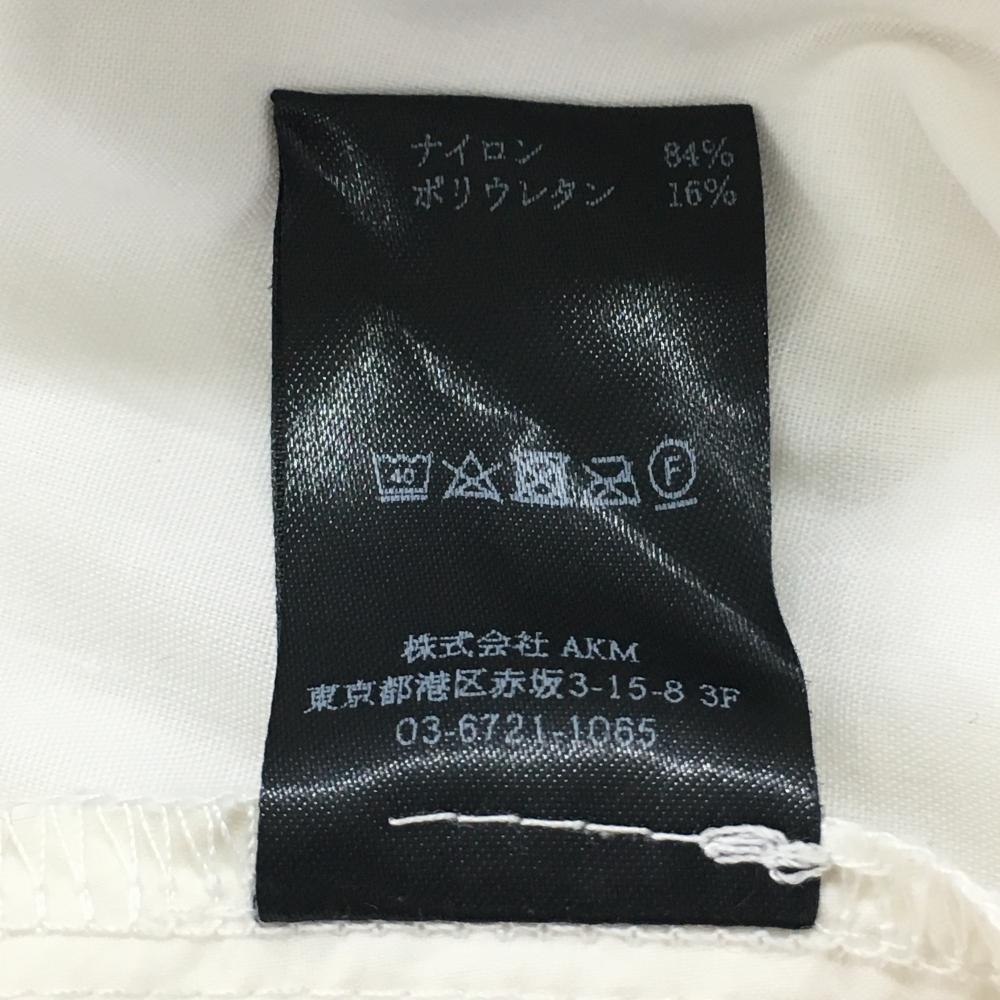 ナイロン 84%
ポリウレタン 16%
40 F
株式会社 AKM
東京都港区赤坂3-15-8 3F
03-6721-1065